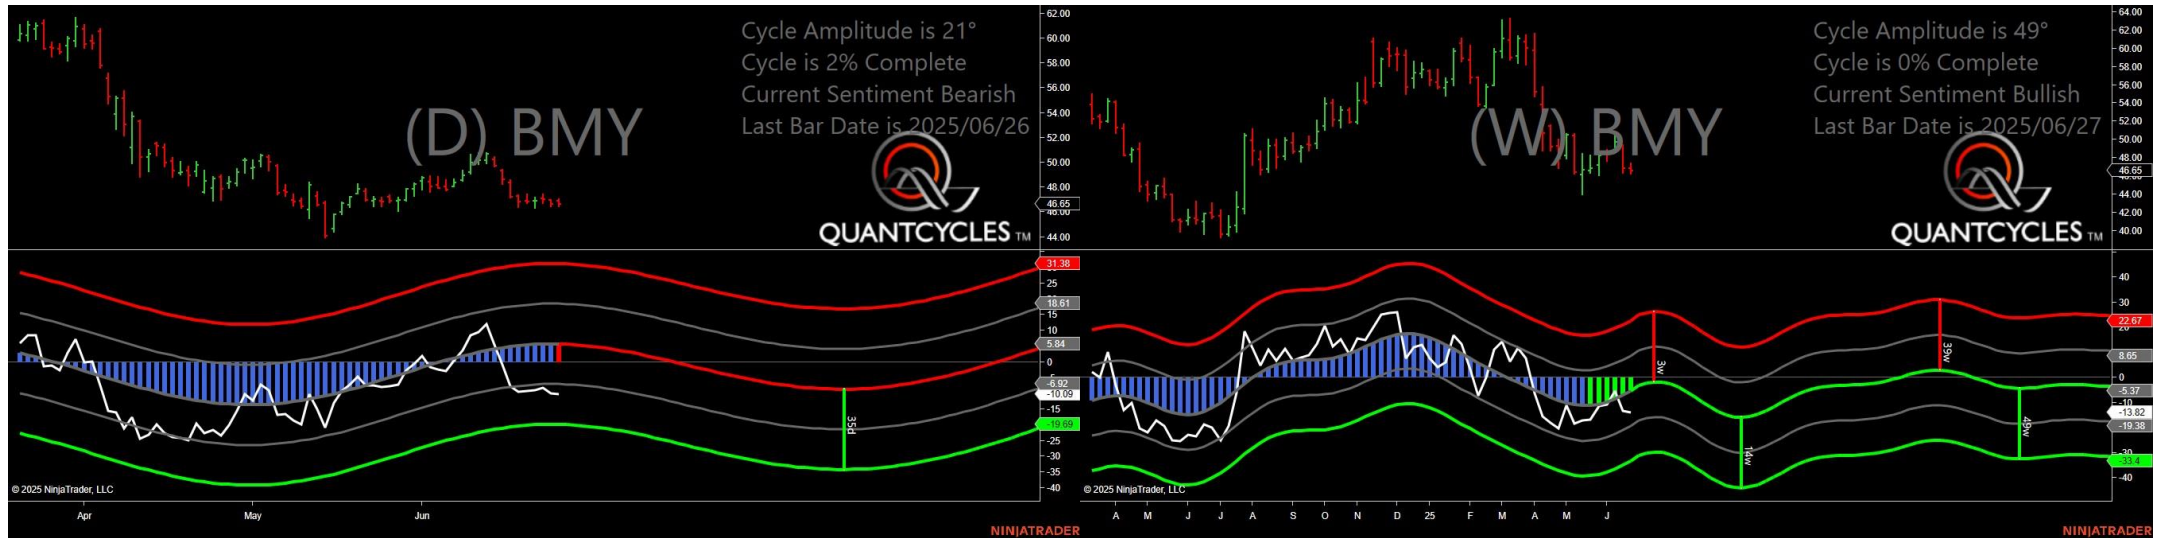 Cycle Amplitude is 21°
Cycle is 2% Complete
Current Sentiment Bearish
Last Bar Date is 2025/06/26
(D) BMY
QUANTCYCLES TM
62.00
60.00
58.00
56.00
54.00
52.00
50.00
48.00
46.65
46.00
44.00
31.38
25
18.61
15
10
5.84
0
-6.92
-10.09
-15
-19.69
-25
-30
-35
-40
35d
© 2025 NinjaTrader, LLC
Apr May Jun
NINJATRADER
Cycle Amplitude is 49°
Cycle is 0% Complete
Current Sentiment Bullish
Last Bar Date is 2025/06/27
(W) BMY
QUANTCYCLES TM
64.00
62.00
60.00
58.00
56.00
54.00
52.00
50.00
48.00
46.65
44.00
42.00
40.00
40
30
22.67
8.65
0
-5.37
-10
-13.82
-19.38
-33.4
-40
3w
14w
39w
49w
© 2025 NinjaTrader, LLC
A M J J A S O N D 25 F M A M J
NINJATRADER